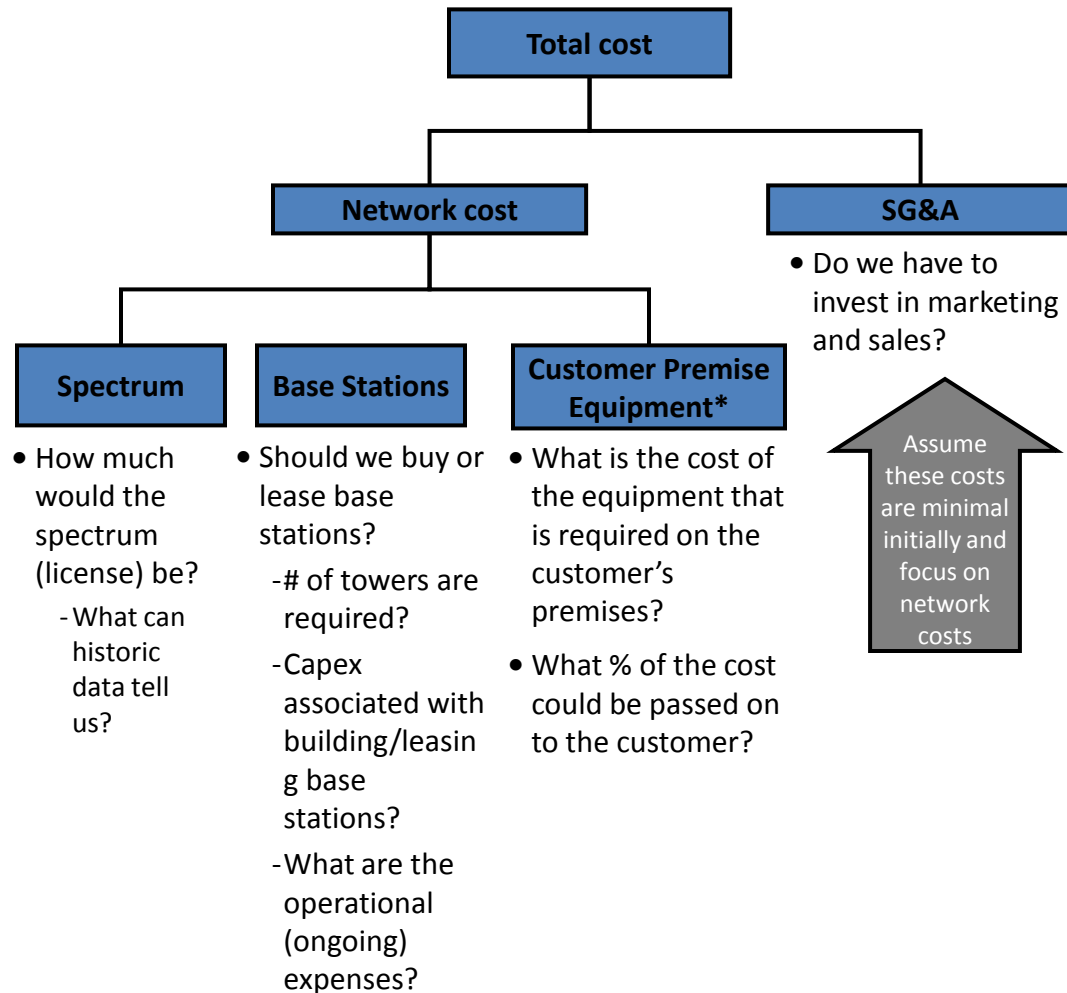 Total cost
Network cost
SG&A
• Do we have to
invest in marketing
and sales?
Spectrum
Base Stations
Customer Premise
Equipment*
• How much
would the
spectrum
(license) be?
- What can
historic
data tell
us?
• Should we buy or
lease base
stations?
-# of towers are
required?
-Capex
associated with
building/leasin
g base
stations?
-What are the
operational
(ongoing)
expenses?
• What is the cost of
the equipment that
is required on the
customer’s
premises?
• What % of the cost
could be passed on
to the customer?
Assume
these costs
are minimal
initially and
focus on
network
costs